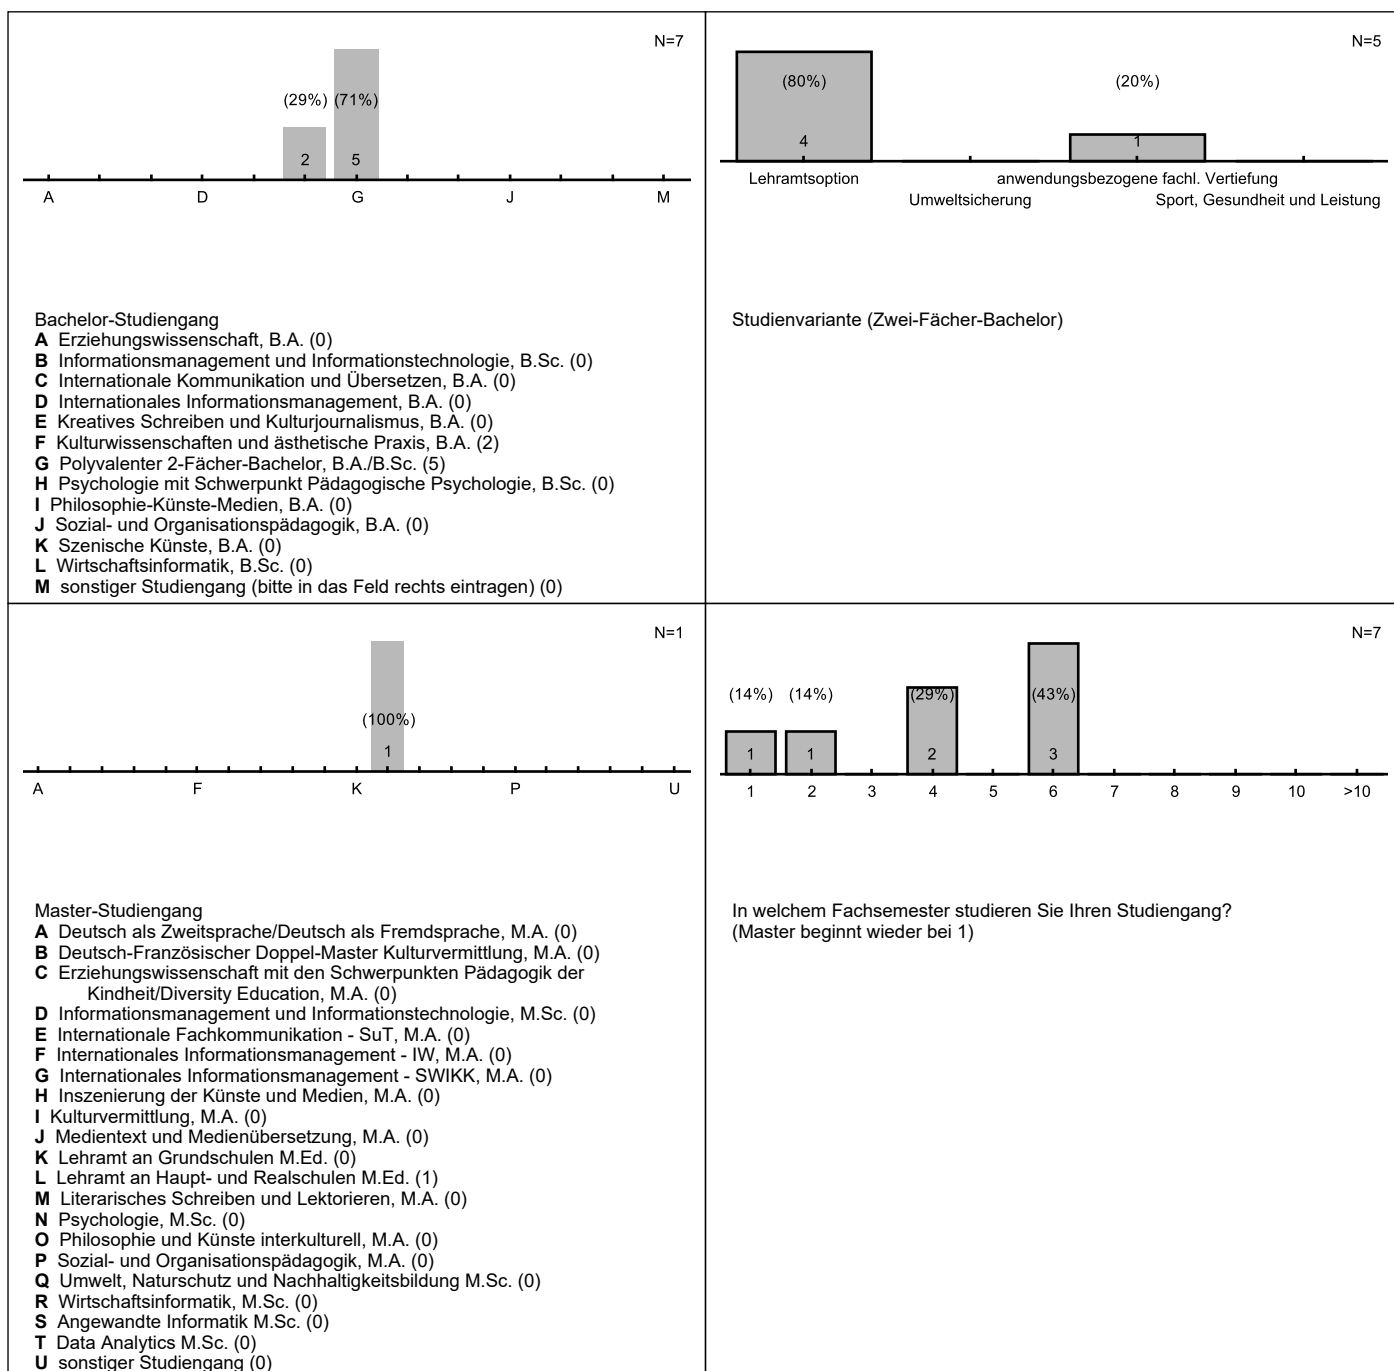 N=7
(29%) (71%)
2 5
A D G J M
Bachelor-Studiengang
A Erziehungswissenschaft, B.A. (0)
B Informationsmanagement und Informationstechnologie, B.Sc. (0)
C Internationale Kommunikation und Übersetzen, B.A. (0)
D Internationales Informationsmanagement, B.A. (0)
E Kreatives Schreiben und Kulturjournalismus, B.A. (0)
F Kulturwissenschaften und ästhetische Praxis, B.A. (2)
G Polyvalenter 2-Fächer-Bachelor, B.A./B.Sc. (5)
H Psychologie mit Schwerpunkt Pädagogische Psychologie, B.Sc. (0)
I Philosophie-Künste-Medien, B.A. (0)
J Sozial- und Organisationspädagogik, B.A. (0)
K Szenische Künste, B.A. (0)
L Wirtschaftsinformatik, B.Sc. (0)
M sonstiger Studiengang (bitte in das Feld rechts eintragen) (0)
N=5
(80%) (20%)
4 1
Lehramtsoption anwendungsbezogene fachl. Vertiefung
Umweltsicherung Sport, Gesundheit und Leistung
Studienvariante (Zwei-Fächer-Bachelor)
N=1
(100%)
1
A F K P U
Master-Studiengang
A Deutsch als Zweitsprache/Deutsch als Fremdsprache, M.A. (0)
B Deutsch-Französischer Doppel-Master Kulturvermittlung, M.A. (0)
C Erziehungswissenschaft mit den Schwerpunkten Pädagogik der
Kindheit/Diversity Education, M.A. (0)
D Informationsmanagement und Informationstechnologie, M.Sc. (0)
E Internationale Fachkommunikation - SuT, M.A. (0)
F Internationales Informationsmanagement - IW, M.A. (0)
G Internationales Informationsmanagement - SWIKK, M.A. (0)
H Inszenierung der Künste und Medien, M.A. (0)
I Kulturvermittlung, M.A. (0)
J Medientext und Medienübersetzung, M.A. (0)
K Lehramt an Grundschulen M.Ed. (0)
L Lehramt an Haupt- und Realschulen M.Ed. (1)
M Literarisches Schreiben und Lektorieren, M.A. (0)
N Psychologie, M.Sc. (0)
O Philosophie und Künste interkulturell, M.A. (0)
P Sozial- und Organisationspädagogik, M.A. (0)
Q Umwelt, Naturschutz und Nachhaltigkeitsbildung M.Sc. (0)
R Wirtschaftsinformatik, M.Sc. (0)
S Angewandte Informatik M.Sc. (0)
T Data Analytics M.Sc. (0)
U sonstiger Studiengang (0)
N=7
(14%) (14%) (29%) (43%)
1 1 2 3
1 2 3 4 5 6 7 8 9 10 >10
In welchem Fachsemester studieren Sie Ihren Studiengang?
(Master beginnt wieder bei 1)